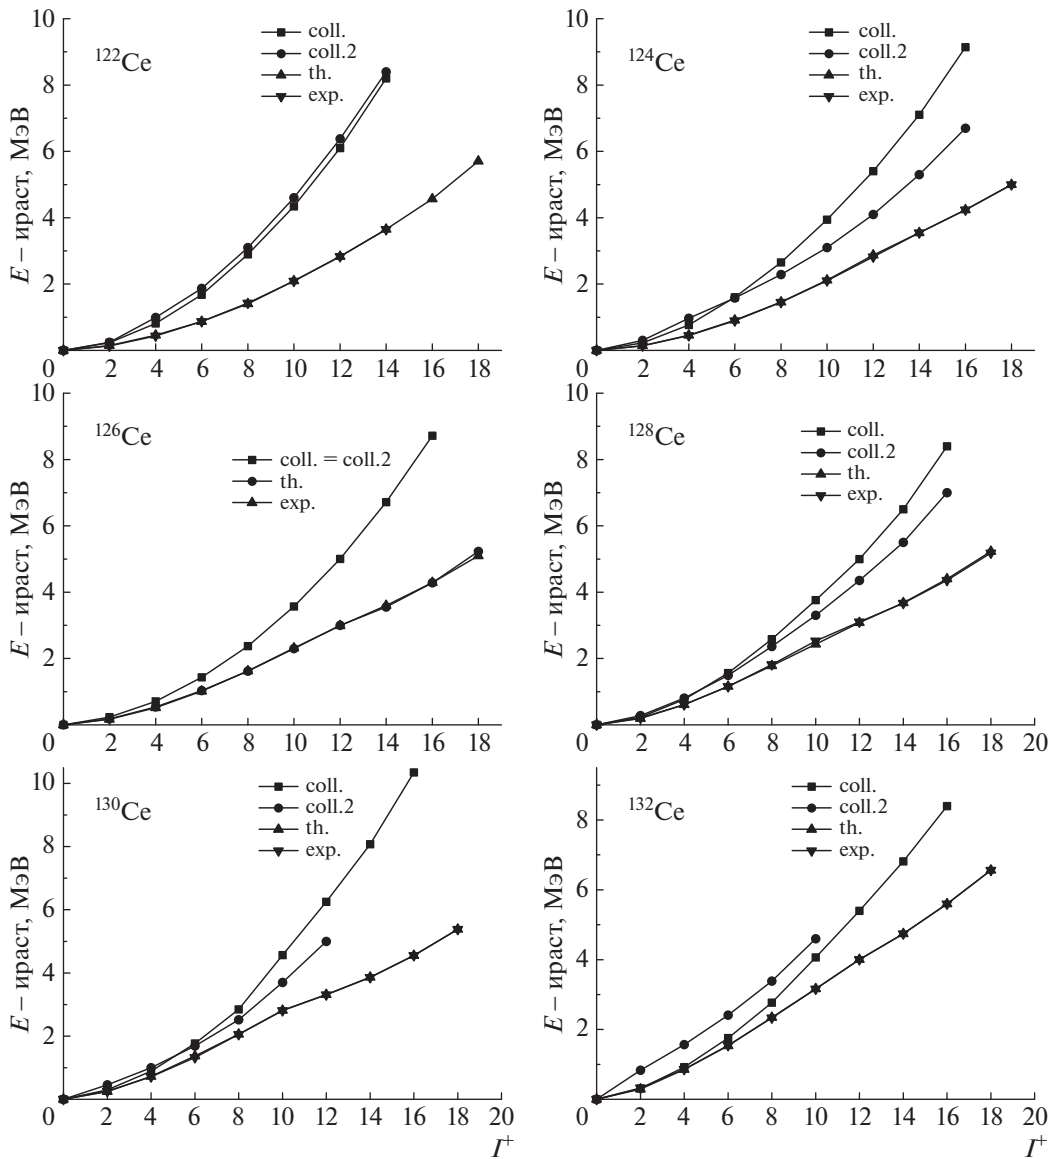 10
8
6
4
2
0
E – ираст, МэВ
¹²²Ce
coll.
coll.2
th.
exp.
2 4 6 8 10 12 14 16 18
10
8
6
4
2
0
E – ираст, МэВ
¹²⁴Ce
coll.
coll.2
th.
exp.
2 4 6 8 10 12 14 16 18
10
8
6
4
2
0
E – ираст, МэВ
¹²⁶Ce
coll. = coll.2
th.
exp.
2 4 6 8 10 12 14 16 18
10
8
6
4
2
0
E – ираст, МэВ
¹²⁸Ce
coll.
coll.2
th.
exp.
2 4 6 8 10 12 14 16 18 20
10
8
6
4
2
0
E – ираст, МэВ
¹³⁰Ce
coll.
coll.2
th.
exp.
2 4 6 8 10 12 14 16 18 20
I⁺
8
6
4
2
0
E – ираст, МэВ
¹³²Ce
coll.
coll.2
th.
exp.
2 4 6 8 10 12 14 16 18 20
I⁺